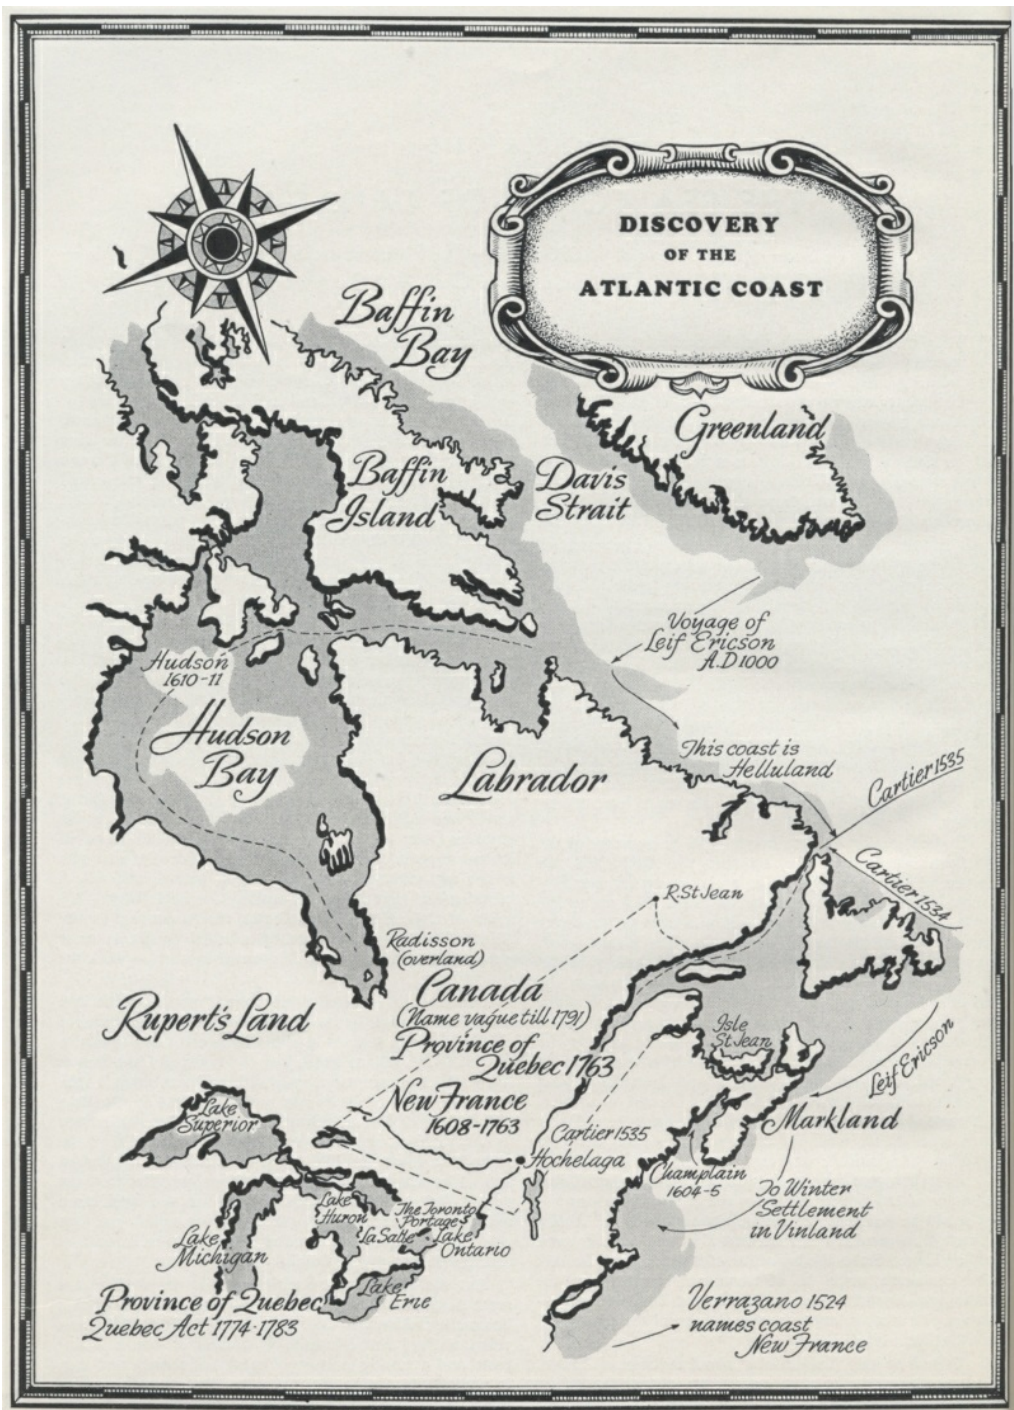 DISCOVERY
OF THE
ATLANTIC COAST
Baffin
Bay
Greenland
Baffin
Island
Davis
Strait
Voyage of
Leif Ericson
A.D 1000
Hudson
1610-11
Hudson
Bay
Labrador
This coast is
Helluland
Cartier 1535
Cartier 1534
R. St Jean
Radisson
(overland)
Canada
(Name vague till 1791)
Province of
Quebec 1763
Rupert's Land
Isle
St Jean
Leif Ericson
New France
1608-1763
Markland
Lake
Superior
Cartier 1535
Hochelaga
Champlain
1604-5
To Winter
Settlement
in Vinland
Lake
Huron
The Toronto
Portage
La Salle
Lake
Ontario
Lake
Michigan
Lake
Erie
Province of Quebec
Quebec Act 1774-1783
Verrazano 1524
names coast
New France